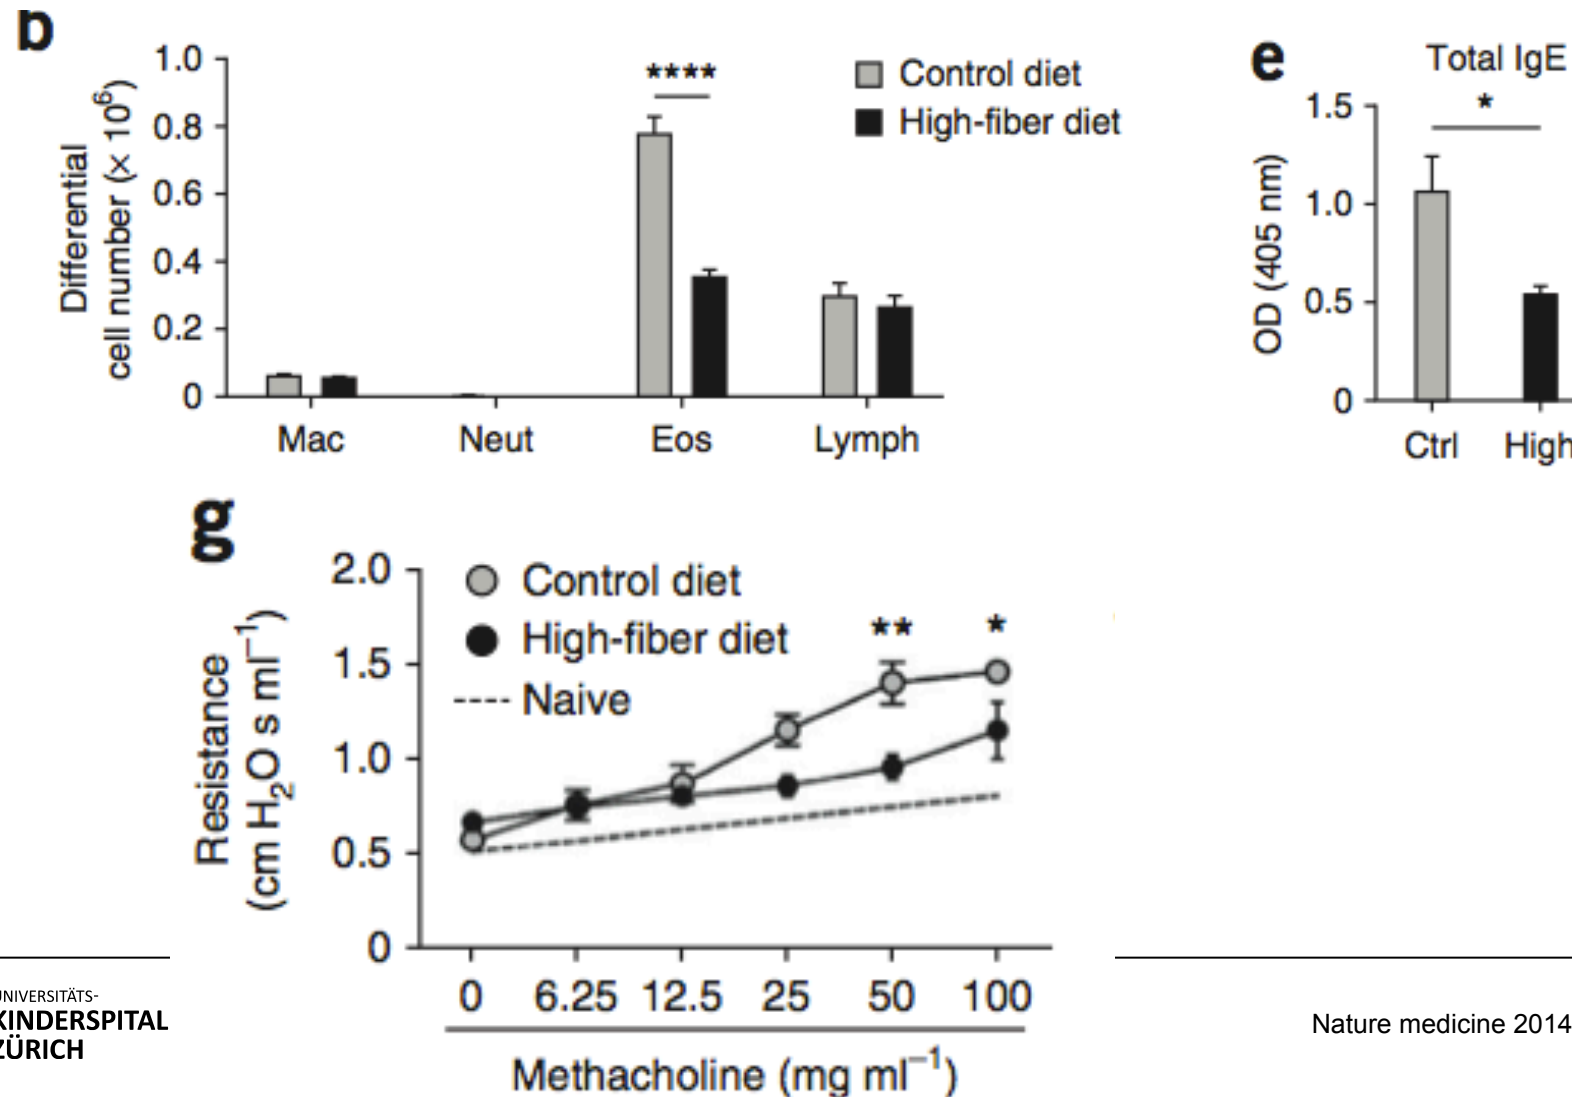 b
****
Control diet
High-fiber diet
Differential
cell number (× 10⁶)
1.0
0.8
0.6
0.4
0.2
0
Mac Neut Eos Lymph
e
Total IgE
*
OD (405 nm)
1.5
1.0
0.5
0
Ctrl High
g
Control diet
High-fiber diet
Naive
** *
Resistance
(cm H₂O s ml⁻¹)
2.0
1.5
1.0
0.5
0
0 6.25 12.5 25 50 100
Methacholine (mg ml⁻¹)
UNIVERSITÄTS-
KINDERSPITAL
ZÜRICH
Nature medicine 2014